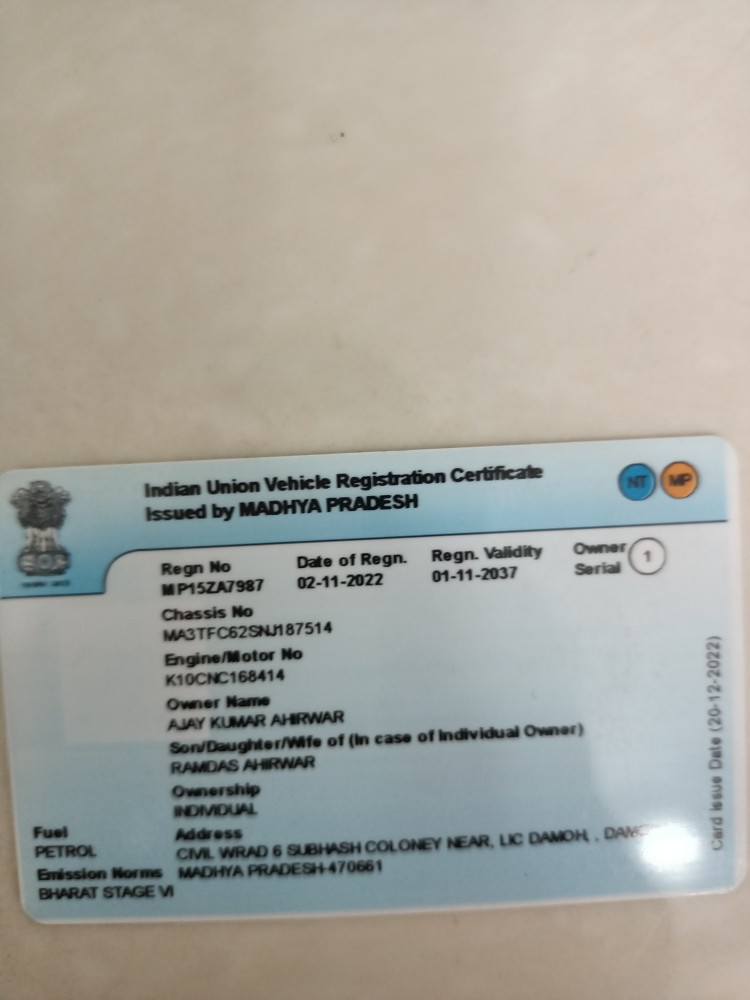 Indian Union Vehicle Registration Certificate
Issued by MADHYA PRADESH
NT MP
Regn No Date of Regn. Regn. Validity Owner Serial 1
MP15ZA7987 02-11-2022 01-11-2037
Chassis No
MA3TFC62SNJ187514
Engine/Motor No
K10CNC168414
Owner Name
AJAY KUMAR AHIRWAR
Son/Daughter/Wife of (In case of Individual Owner)
RAMDAS AHIRWAR
Ownership
INDIVIDUAL
Fuel Address
PETROL CIVIL WRAD 6 SUBHASH COLONEY NEAR, LIC DAMOH, ,
Emission Norms MADHYA PRADESH-470661
BHARAT STAGE VI
Card Issue Date (20-12-2022)